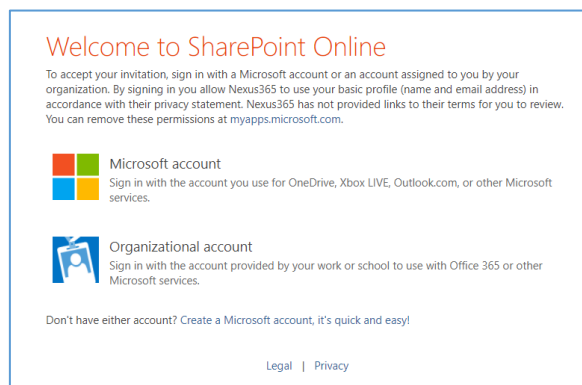 Welcome to SharePoint Online
To accept your invitation, sign in with a Microsoft account or an account assigned to you by your
organization. By signing in you allow Nexus365 to use your basic profile (name and email address) in
accordance with their privacy statement. Nexus365 has not provided links to their terms for you to review.
You can remove these permissions at myapps.microsoft.com.
Microsoft account
Sign in with the account you use for OneDrive, Xbox LIVE, Outlook.com, or other Microsoft
services.
Organizational account
Sign in with the account provided by your work or school to use with Office 365 or other
Microsoft services.
Don't have either account? Create a Microsoft account, it's quick and easy!
Legal | Privacy